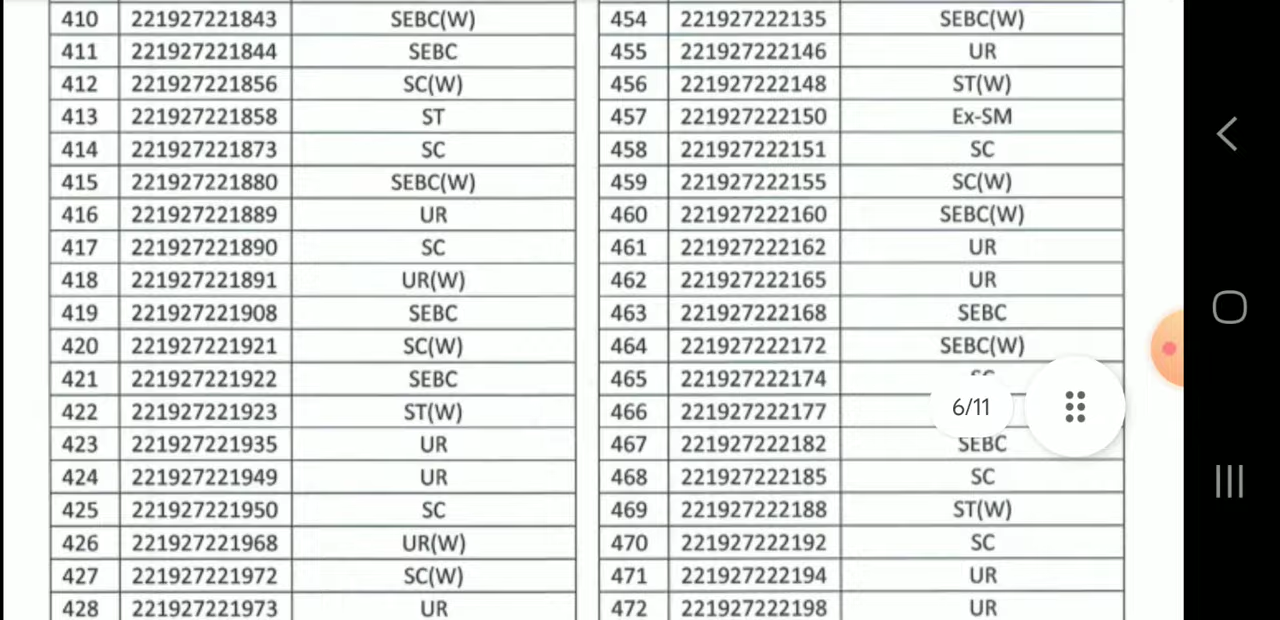 410 221927221843 SEBC(W)
411 221927221844 SEBC
412 221927221856 SC(W)
413 221927221858 ST
414 221927221873 SC
415 221927221880 SEBC(W)
416 221927221889 UR
417 221927221890 SC
418 221927221891 UR(W)
419 221927221908 SEBC
420 221927221921 SC(W)
421 221927221922 SEBC
422 221927221923 ST(W)
423 221927221935 UR
424 221927221949 UR
425 221927221950 SC
426 221927221968 UR(W)
427 221927221972 SC(W)
428 221927221973 UR
454 221927222135 SEBC(W)
455 221927222146 UR
456 221927222148 ST(W)
457 221927222150 Ex-SM
458 221927222151 SC
459 221927222155 SC(W)
460 221927222160 SEBC(W)
461 221927222162 UR
462 221927222165 UR
463 221927222168 SEBC
464 221927222172 SEBC(W)
465 221927222174
466 221927222177
467 221927222182 SEBC
468 221927222185 SC
469 221927222188 ST(W)
470 221927222192 SC
471 221927222194 UR
472 221927222198 UR
6/11